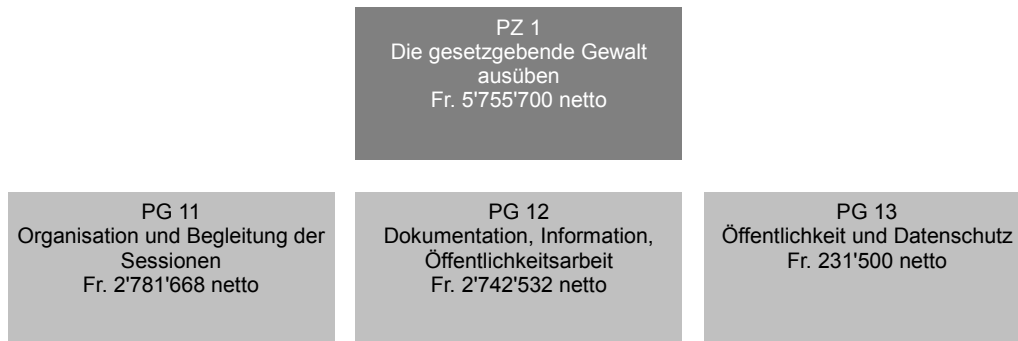 PZ 1
Die gesetzgebende Gewalt
ausüben
Fr. 5'755'700 netto
PG 11
Organisation und Begleitung der
Sessionen
Fr. 2'781'668 netto
PG 12
Dokumentation, Information,
Öffentlichkeitsarbeit
Fr. 2'742'532 netto
PG 13
Öffentlichkeit und Datenschutz
Fr. 231'500 netto